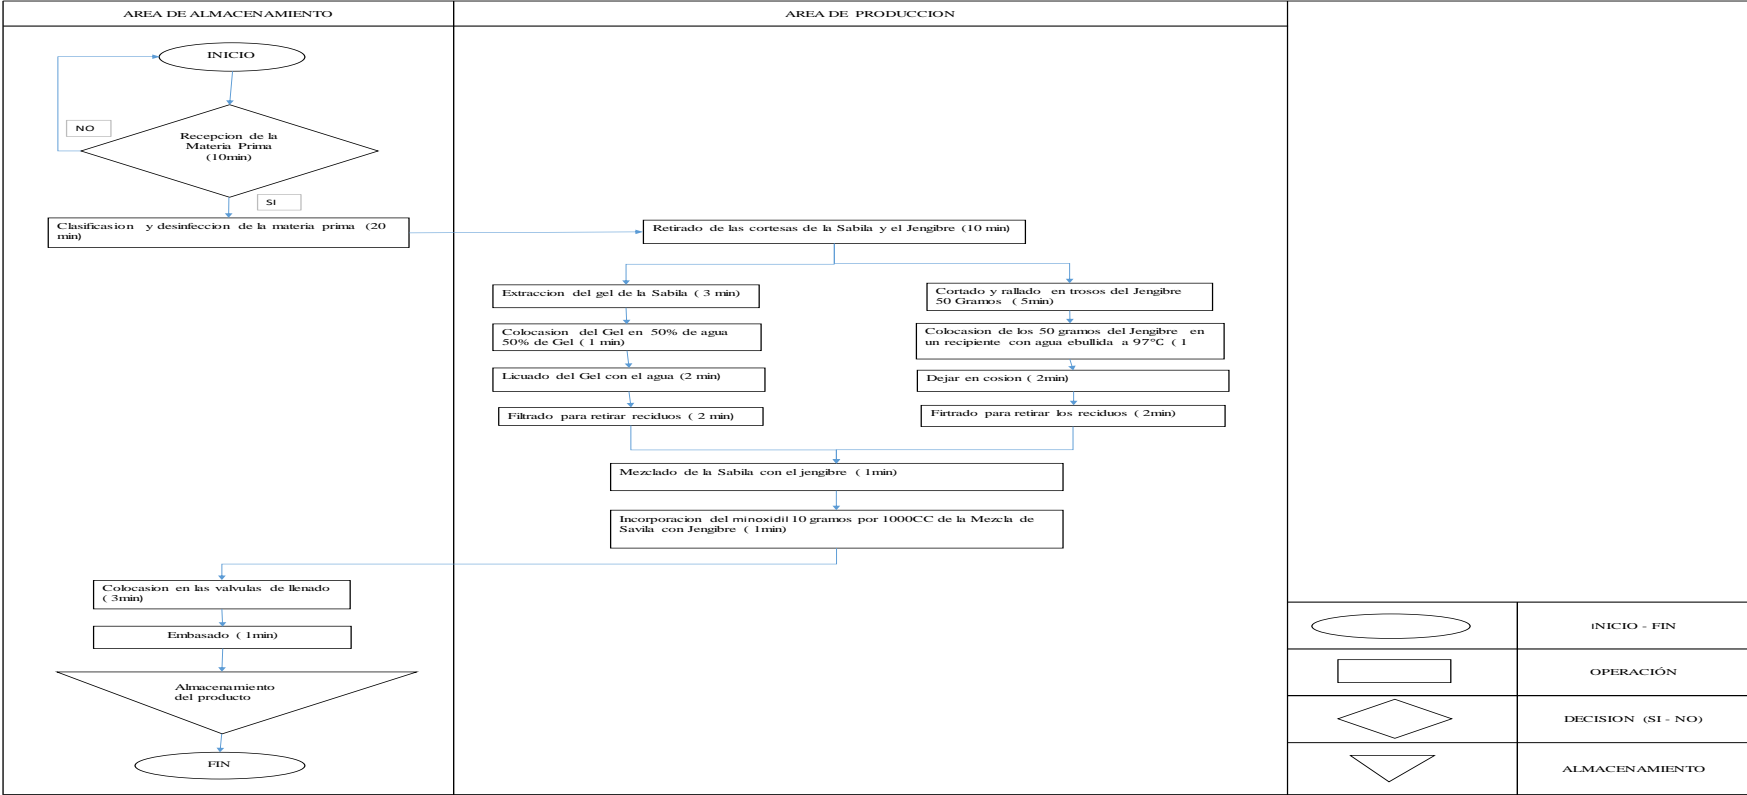 AREA DE ALMACENAMIENTO
AREA DE PRODUCCION
INICIO
NO
Recepcion de la
Materia Prima
(10min)
SI
Clasificasion y desinfeccion de la materia prima (20
min)
Retirado de las cortesas de la Sabila y el Jengibre (10 min)
Extraccion del gel de la Sabila ( 3 min)
Colocasion del Gel en 50% de agua
50% de Gel ( 1 min)
Licuado del Gel con el agua (2 min)
Filtrado para retirar reciduos ( 2 min)
Cortado y rallado en trosos del Jengibre
50 Gramos ( 5min)
Colocasion de los 50 gramos del Jengibre en
un recipiente con agua ebullida a 97°C ( 1
Dejar en cosion ( 2min)
Firtrado para retirar los reciduos ( 2min)
Mezclado de la Sabila con el jengibre ( 1min)
Incorporacion del minoxidil 10 gramos por 1000CC de la Mezcla de
Savila con Jengibre ( 1min)
Colocasion en las valvulas de llenado
( 3min)
Embasado ( 1min)
Almacenamiento
del producto
FIN
INICIO - FIN
OPERACIÓN
DECISION (SI - NO)
ALMACENAMIENTO